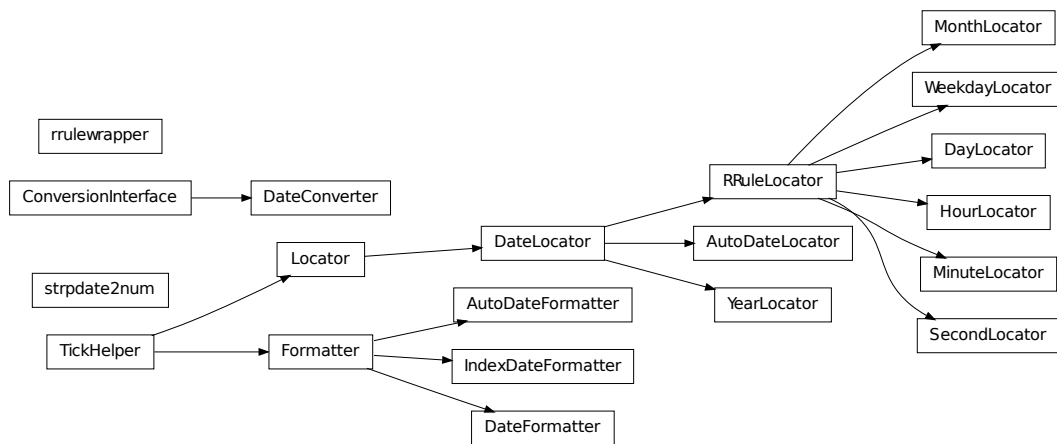 MonthLocator
WeekdayLocator
rrulewrapper
DayLocator
RRuleLocator
ConversionInterface
DateConverter
HourLocator
DateLocator
AutoDateLocator
Locator
MinuteLocator
strpdate2num
AutoDateFormatter
YearLocator
SecondLocator
TickHelper
Formatter
IndexDateFormatter
DateFormatter